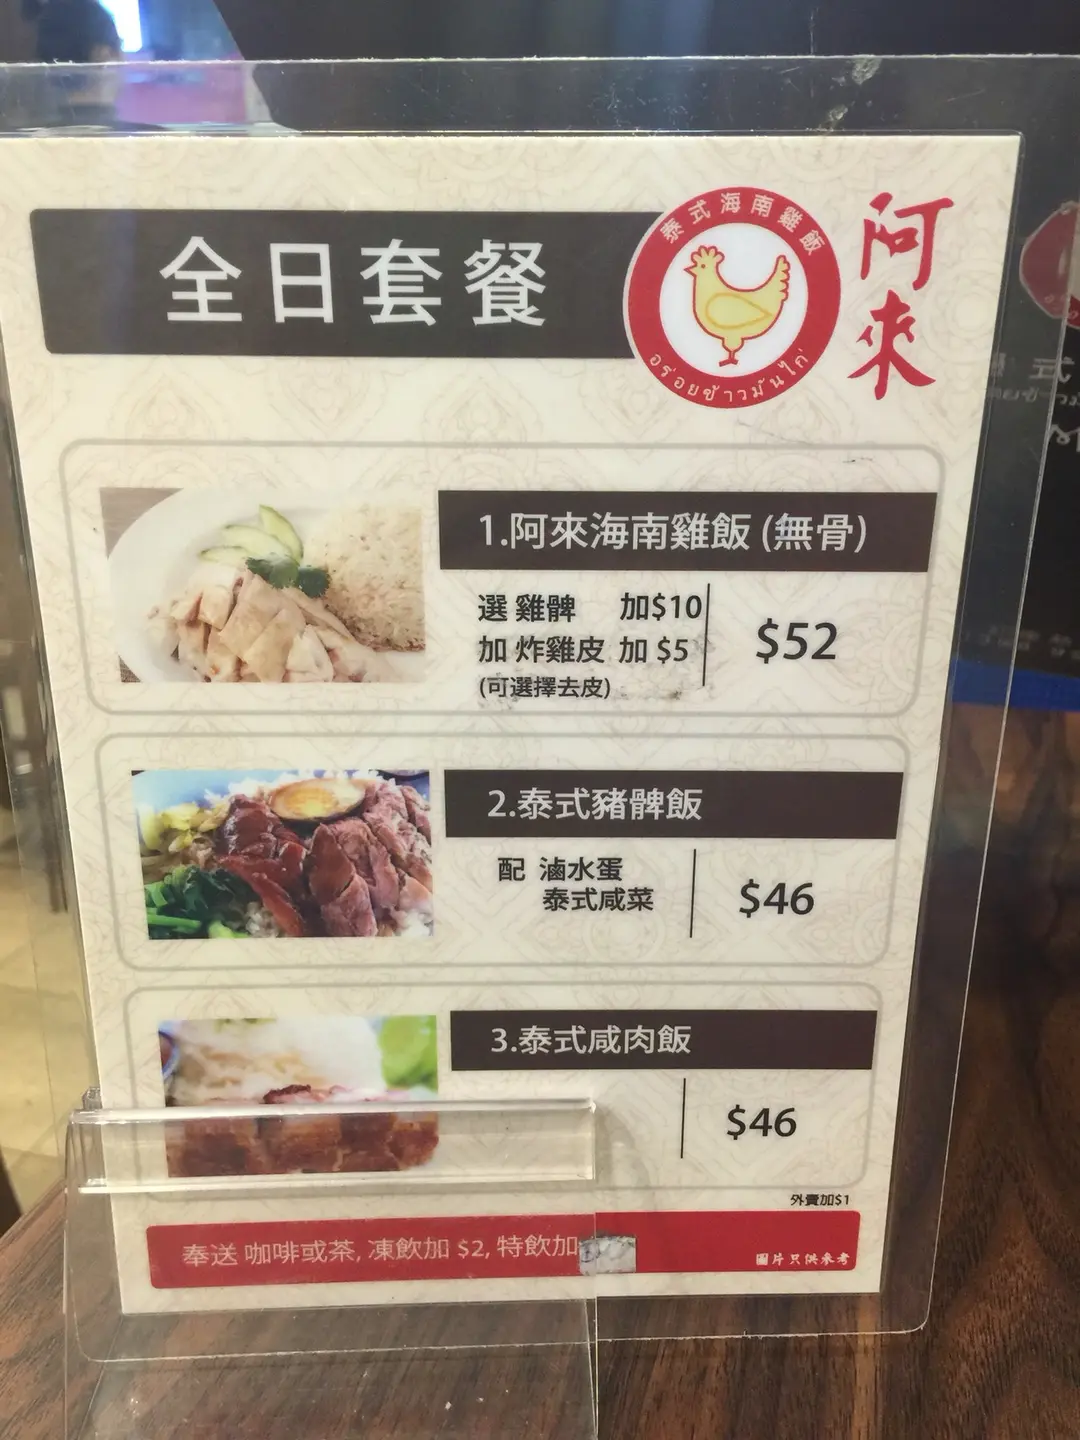 全日套餐
泰式海南雞飯
อร่อยข้าวมันไก่
阿來
1.阿來海南雞飯 (無骨)
選 雞髀 加$10
加 炸雞皮 加 $5
(可選擇去皮)
$52
2.泰式豬髀飯
配 滷水蛋
泰式咸菜
$46
3.泰式咸肉飯
$46
外賣加$1
奉送 咖啡或茶, 凍飲加 $2, 特飲加
圖片只供參考
式